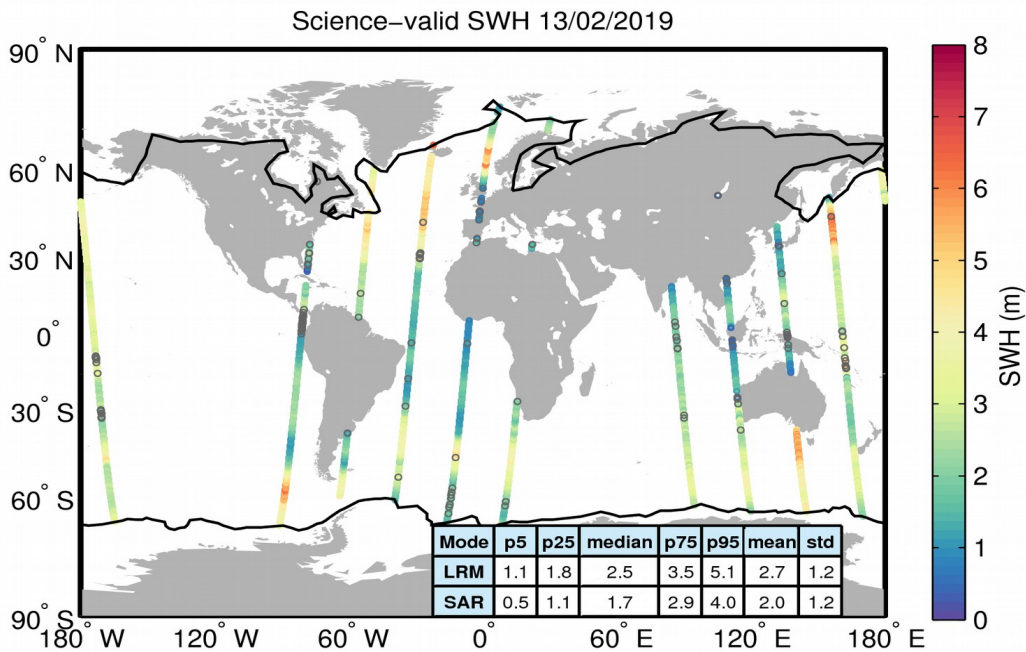 Science−valid SWH 13/02/2019
90° N
60° N
30° N
0°
30° S
60° S
90° S
180° W
120° W
60° W
0°
60° E
120° E
180° E
Mode p5 p25 median p75 p95 mean std
LRM 1.1 1.8 2.5 3.5 5.1 2.7 1.2
SAR 0.5 1.1 1.7 2.9 4.0 2.0 1.2
8
7
6
5
4
3
2
1
0
SWH (m)